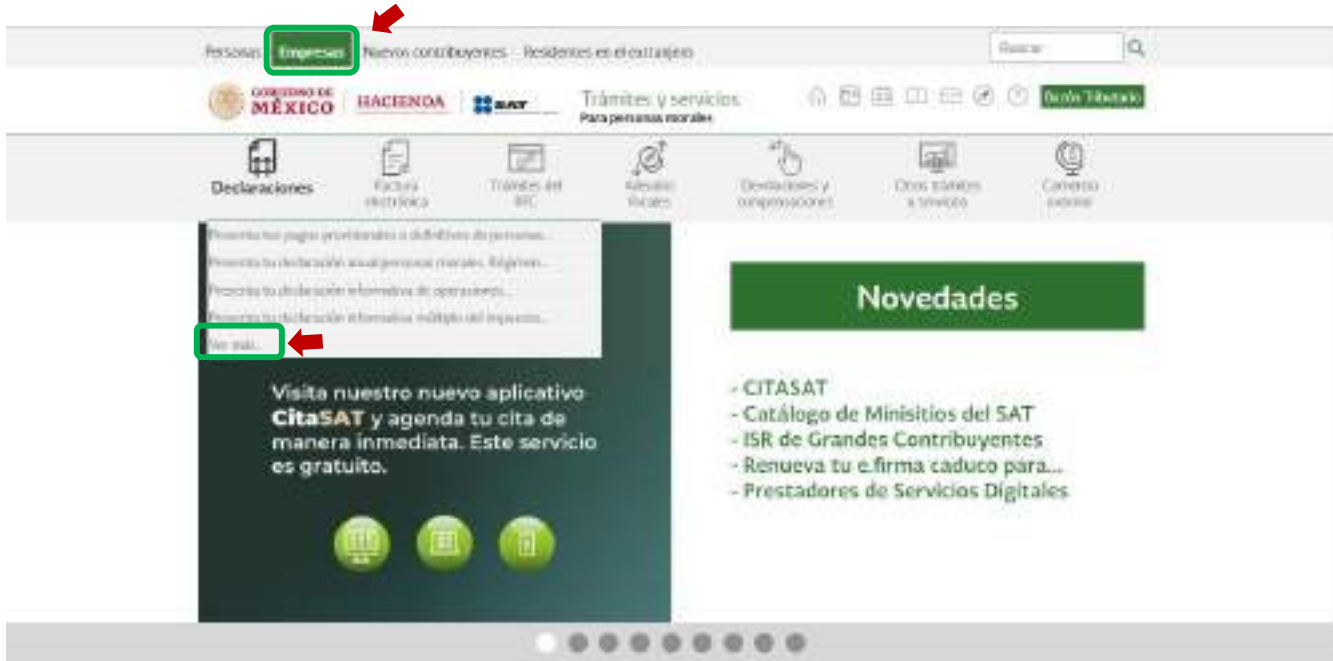 Personas Empresas Nuevos contribuyentes Residentes en el extranjero
Buscar
GOBIERNO DE
MÉXICO HACIENDA SAT Trámites y servicios
Para personas morales
Buzón Tributario
Declaraciones
Factura
electrónica
Trámites del
RFC
Adeudos
fiscales
Devoluciones y
compensaciones
Otros trámites
y servicios
Comercio
exterior
Presenta tus pagos provisionales o definitivos de personas...
Presenta tu declaración anual personas morales. Régimen...
Presenta tu declaración informativa de operaciones...
Presenta tu declaración informativa múltiple del impuesto...
Ver más...
Visita nuestro nuevo aplicativo
CitaSAT y agenda tu cita de
manera inmediata. Este servicio
es gratuito.
Novedades
- CITASAT
- Catálogo de Minisitios del SAT
- ISR de Grandes Contribuyentes
- Renueva tu e.firma caduco para...
- Prestadores de Servicios Digitales